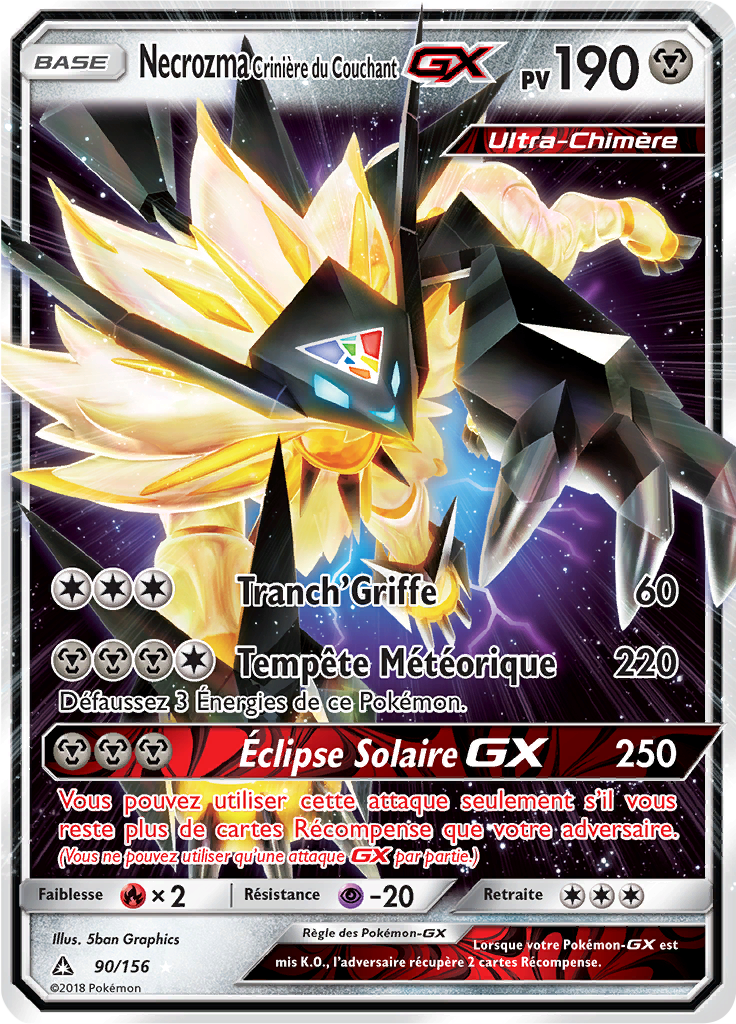 BASE Necrozma Crinière du Couchant GX PV 190
Ultra-Chimère
Tranch'Griffe 60
Tempête Météorique 220
Défaussez 3 Énergies de ce Pokémon.
Éclipse Solaire GX 250
Vous pouvez utiliser cette attaque seulement s'il vous
reste plus de cartes Récompense que votre adversaire.
(Vous ne pouvez utiliser qu'une attaque GX par partie.)
Faiblesse ×2 Résistance -20 Retraite
Illus. 5ban Graphics
Règle des Pokémon-GX
Lorsque votre Pokémon-GX est
mis K.O., l'adversaire récupère 2 cartes Récompense.
90/156
©2018 Pokémon